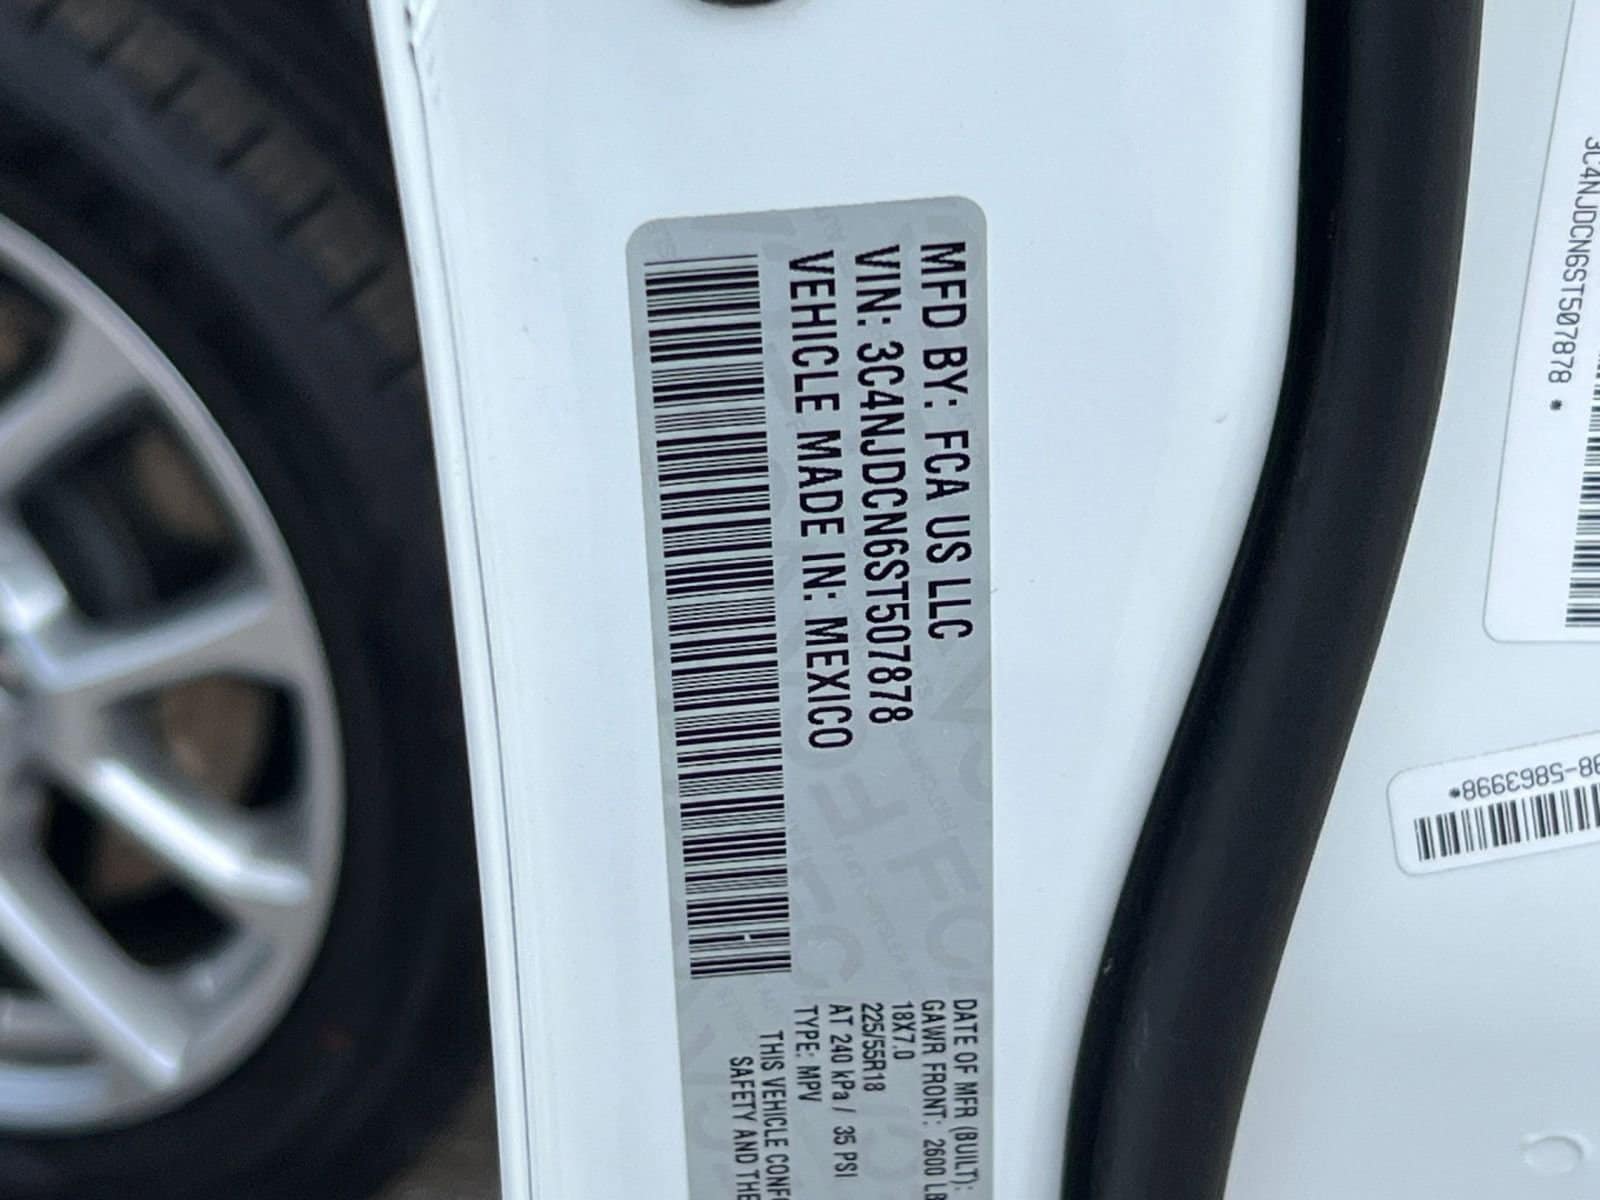 MFD BY: FCA US LLC
VIN: 3C4NJDCN6ST507878
VEHICLE MADE IN: MEXICO
DATE OF MFR (BUILT):
GAWR FRONT: 2600 LB
18X7.0
225/55R18
AT 240 kPa/ 35 PSI
TYPE: MPV
THIS VEHICLE
SAFETY AND THE
3C4NJDCN6ST507878 *
98-5863998*